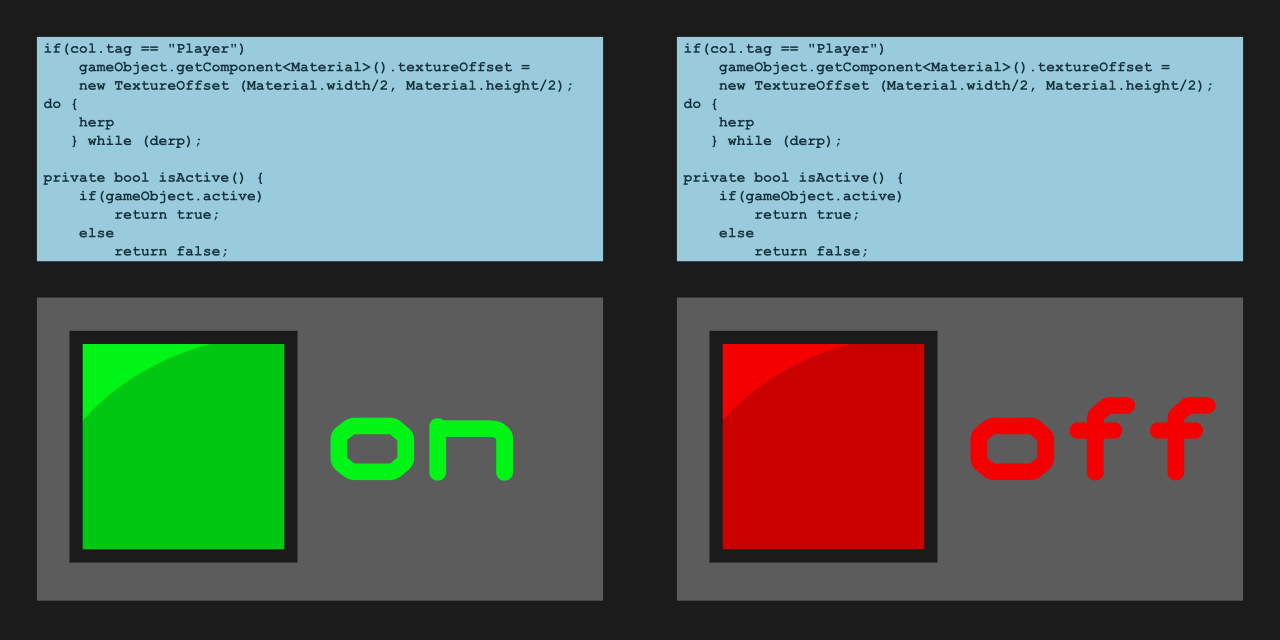 if(col.tag == "Player")
    gameObject.getComponent<Material>().textureOffset =
    new TextureOffset (Material.width/2, Material.height/2);
do {
    herp
   } while (derp);

private bool isActive() {
    if(gameObject.active)
        return true;
    else
        return false;
on
if(col.tag == "Player")
    gameObject.getComponent<Material>().textureOffset =
    new TextureOffset (Material.width/2, Material.height/2);
do {
    herp
   } while (derp);

private bool isActive() {
    if(gameObject.active)
        return true;
    else
        return false;
off